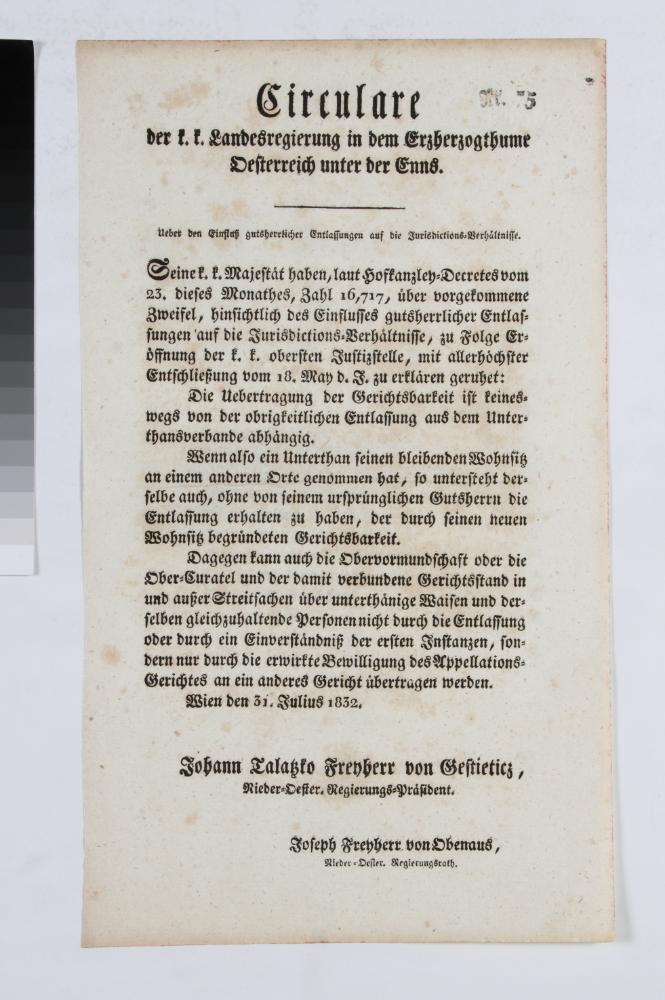 Circulare
Nr. 75
der k. k. Landesregierung in dem Erzherzogthume
Oesterreich unter der Enns.
Ueber den Einfluß gutsherrlicher Entlassungen auf die Jurisdictions-Verhältnisse.
Seine k. k. Majestät haben, laut Hofkanzley-Decretes vom
23. dieses Monathes, Zahl 16,717, über vorgekommene
Zweifel, hinsichtlich des Einflusses gutsherrlicher Entlas-
sungen auf die Jurisdictions-Verhältnisse, zu Folge Er-
öffnung der k. k. obersten Justizstelle, mit allerhöchster
Entschließung vom 18. May d. J. zu erklären geruhet:
Die Uebertragung der Gerichtsbarkeit ist keines-
wegs von der obrigkeitlichen Entlassung aus dem Unter-
thansverbande abhängig.
Wenn also ein Unterthan seinen bleibenden Wohnsitz
an einem anderen Orte genommen hat, so untersteht der-
selbe auch, ohne von seinem ursprünglichen Gutsherrn die
Entlassung erhalten zu haben, der durch seinen neuen
Wohnsitz begründeten Gerichtsbarkeit.
Dagegen kann auch die Obervormundschaft oder die
Ober-Curatel und der damit verbundene Gerichtsstand in
und außer Streitsachen über unterthänige Waisen und der-
selben gleichzuhaltende Personen nicht durch die Entlassung
oder durch ein Einverständniß der ersten Instanzen, son-
dern nur durch die erwirkte Bewilligung des Appellations-
Gerichtes an ein anderes Gericht übertragen werden.
Wien den 31. Julius 1832.
Johann Talatzko Freyherr von Gestieticz,
Nieder-Oester. Regierungs-Präsident.
Joseph Freyherr von Obenaus,
Nieder-Oester. Regierungsrath.